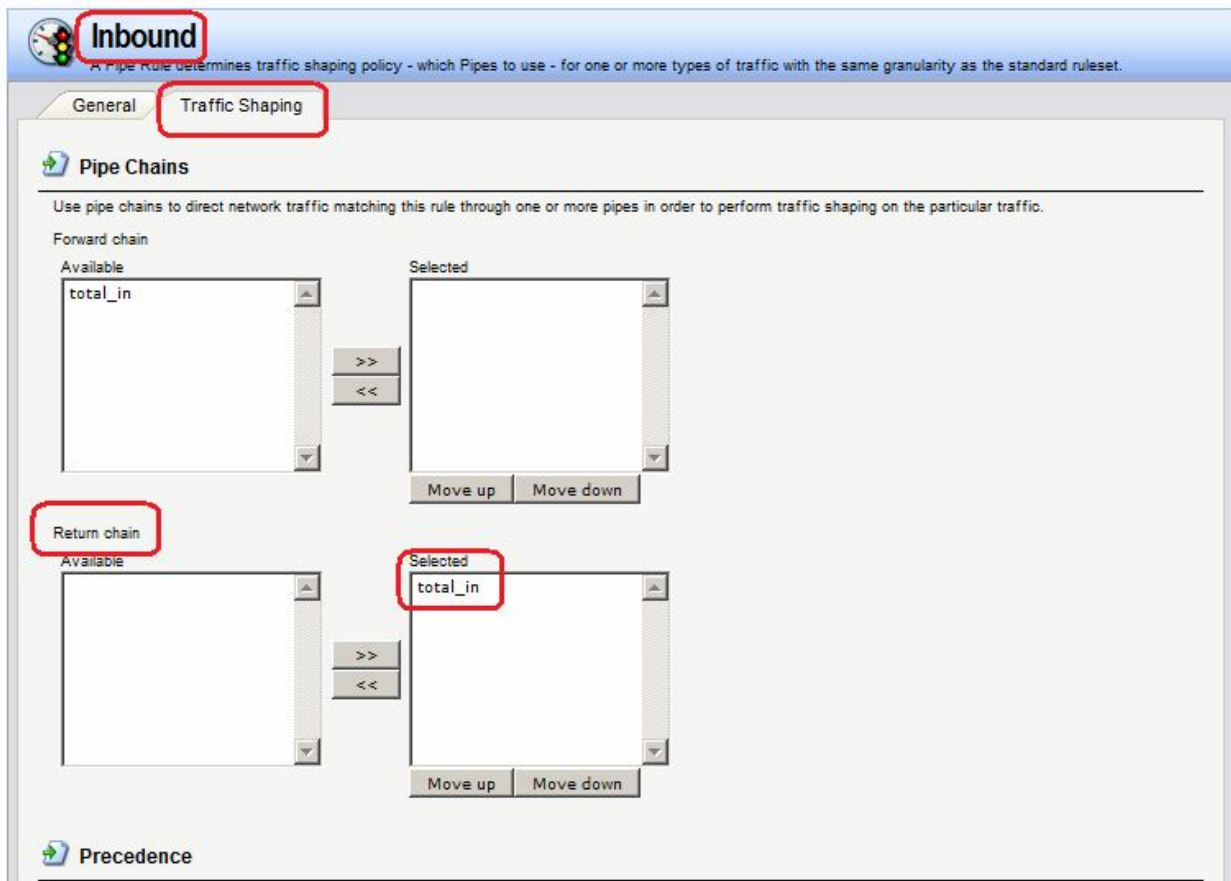 Inbound
A Pipe Rule determines traffic shaping policy - which Pipes to use - for one or more types of traffic with the same granularity as the standard ruleset.
General Traffic Shaping
Pipe Chains
Use pipe chains to direct network traffic matching this rule through one or more pipes in order to perform traffic shaping on the particular traffic.
Forward chain
Available Selected
total_in
>>
<<
Move up Move down
Return chain
Available Selected
total_in
>>
<<
Move up Move down
Precedence